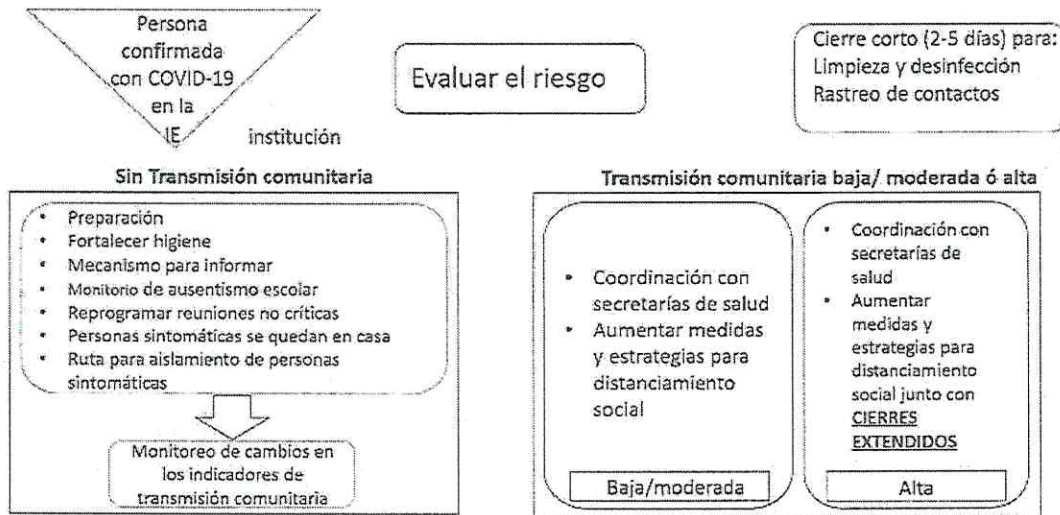 Persona
confirmada
con COVID-19
en la
IE
institución
Evaluar el riesgo
Cierre corto (2-5 días) para:
Limpieza y desinfección
Rastreo de contactos
Sin Transmisión comunitaria
• Preparación
• Fortalecer higiene
• Mecanismo para informar
• Monitorio de ausentismo escolar
• Reprogramar reuniones no críticas
• Personas sintomáticas se quedan en casa
• Ruta para aislamiento de personas
sintomáticas
Monitoreo de cambios en
los indicadores de
transmisión comunitaria
Transmisión comunitaria baja/ moderada ó alta
• Coordinación con
secretarías de salud
• Aumentar medidas
y estrategias para
distanciamiento
social
Baja/moderada
• Coordinación con
secretarías de
salud
• Aumentar
medidas y
estrategias para
distanciamiento
social junto con
CIERRES
EXTENDIDOS
Alta